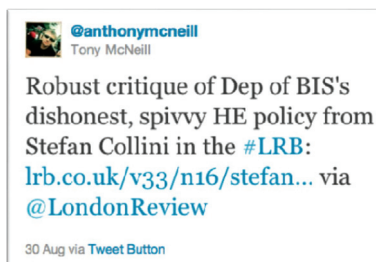 @anthonymcneill
Tony McNeill
Robust critique of Dep of BIS's
dishonest, spivvy HE policy from
Stefan Collini in the #LRB:
lrb.co.uk/v33/n16/stefan... via
@LondonReview
30 Aug via Tweet Button